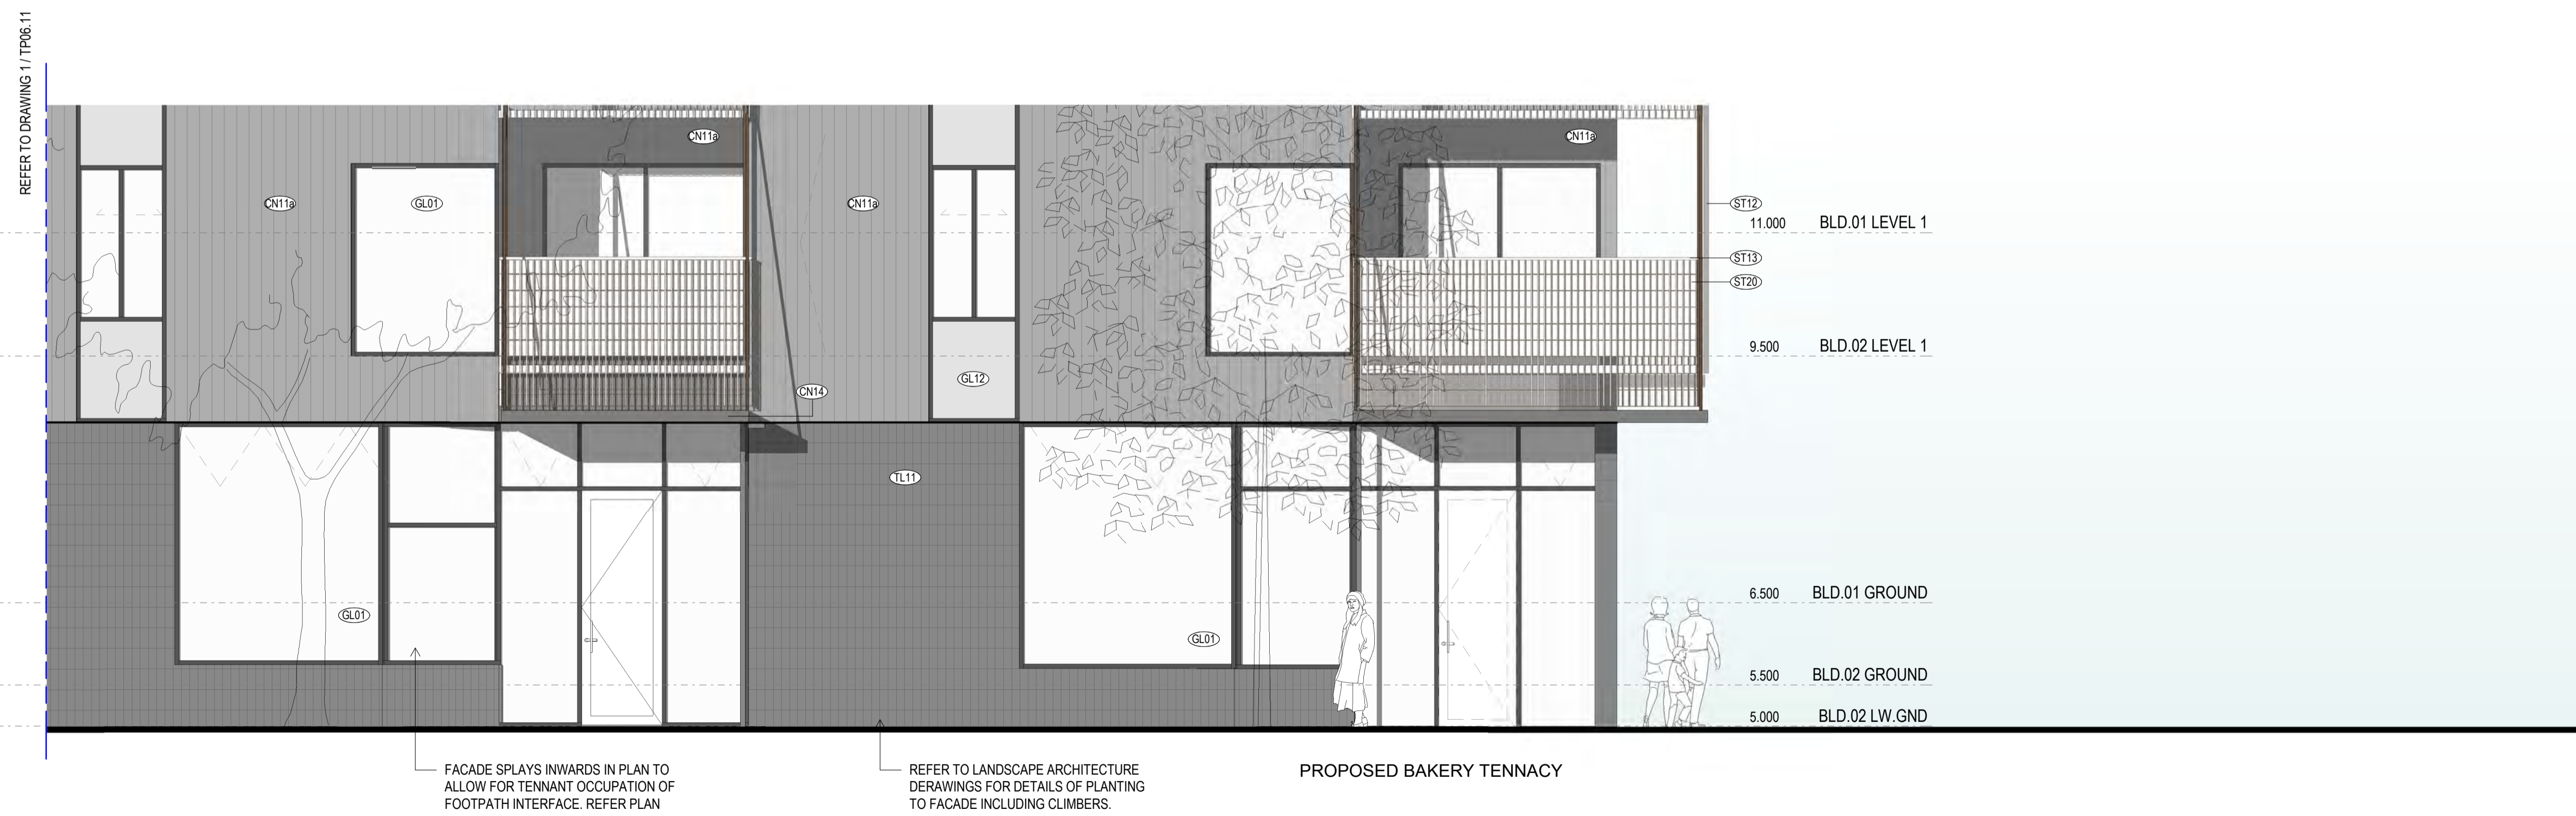 REFER TO DRAWING 1 / TP06.11
CN11a
CN11a
CN11a
GL01
CN11a
ST12
11.000 BLD.01 LEVEL 1
ST13
ST20
9.500 BLD.02 LEVEL 1
GL12
CN14
TL11
6.500 BLD.01 GROUND
GL01
GL01
5.500 BLD.02 GROUND
5.000 BLD.02 LW.GND
FACADE SPLAYS INWARDS IN PLAN TO
ALLOW FOR TENNANT OCCUPATION OF
FOOTPATH INTERFACE. REFER PLAN
REFER TO LANDSCAPE ARCHITECTURE
DERAWINGS FOR DETAILS OF PLANTING
TO FACADE INCLUDING CLIMBERS.
PROPOSED BAKERY TENNACY